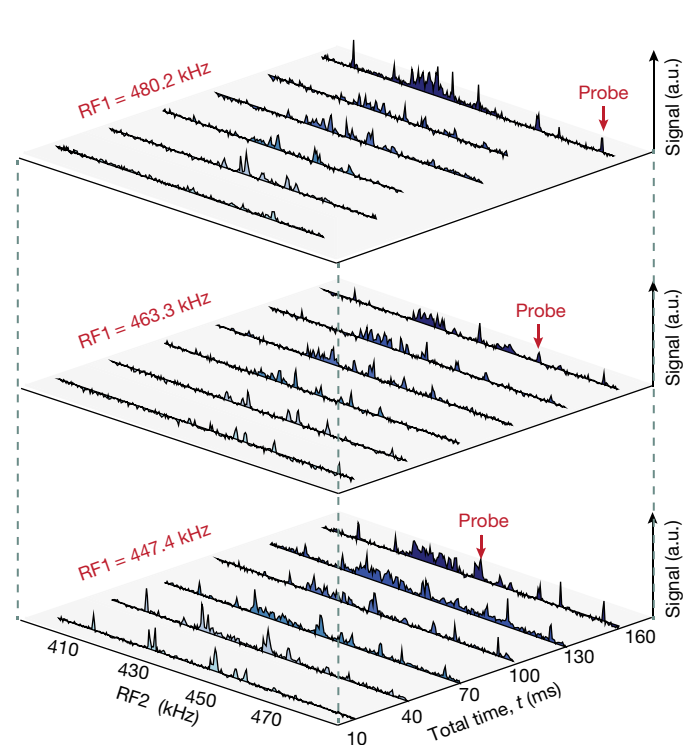 RF1 = 480.2 kHz
Probe
Signal (a.u.)
RF1 = 463.3 kHz
Probe
Signal (a.u.)
RF1 = 447.4 kHz
Probe
Signal (a.u.)
410
430
450
470
RF2 (kHz)
10
40
70
100
130
160
Total time, t (ms)